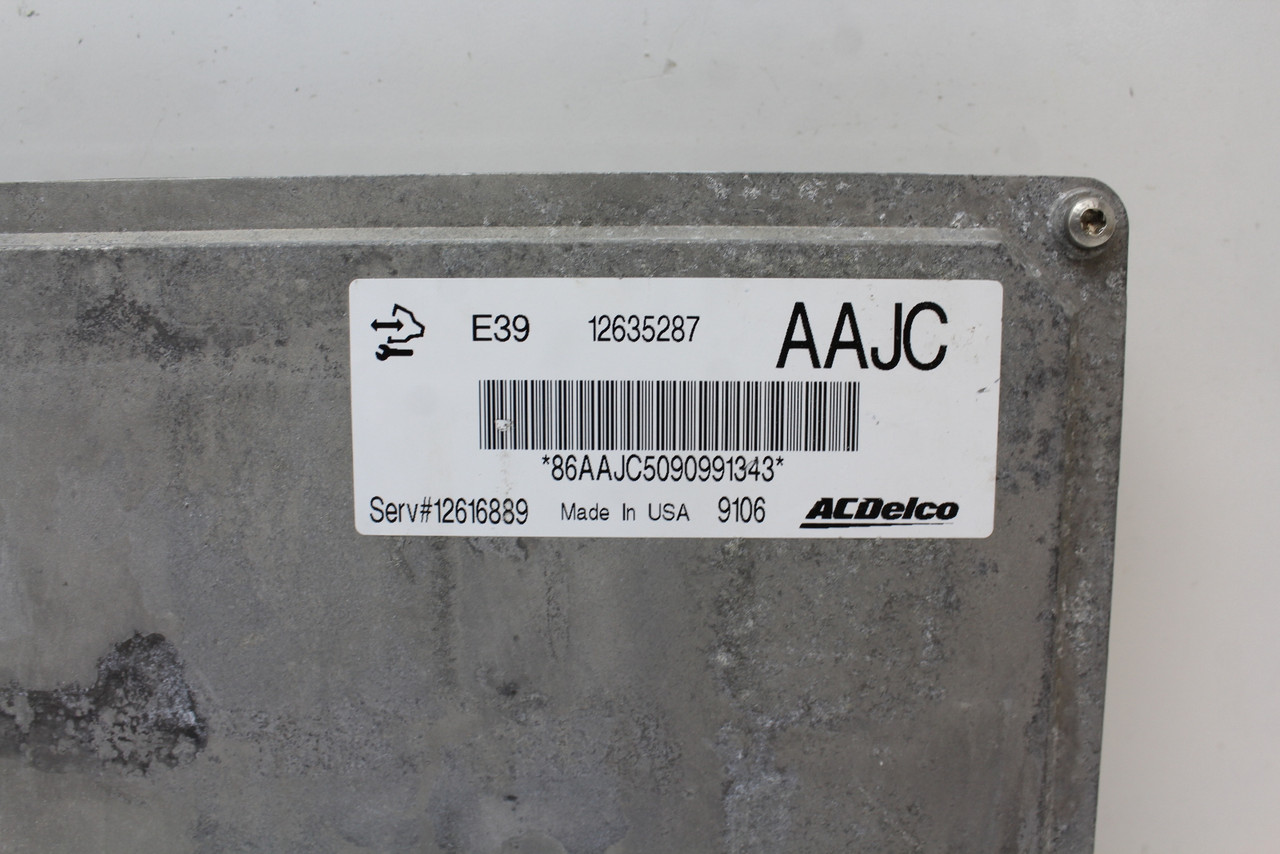 E39 12635287 AAJC
*86AAJC5090991343*
Serv#12616889 Made In USA 9106 ACDelco